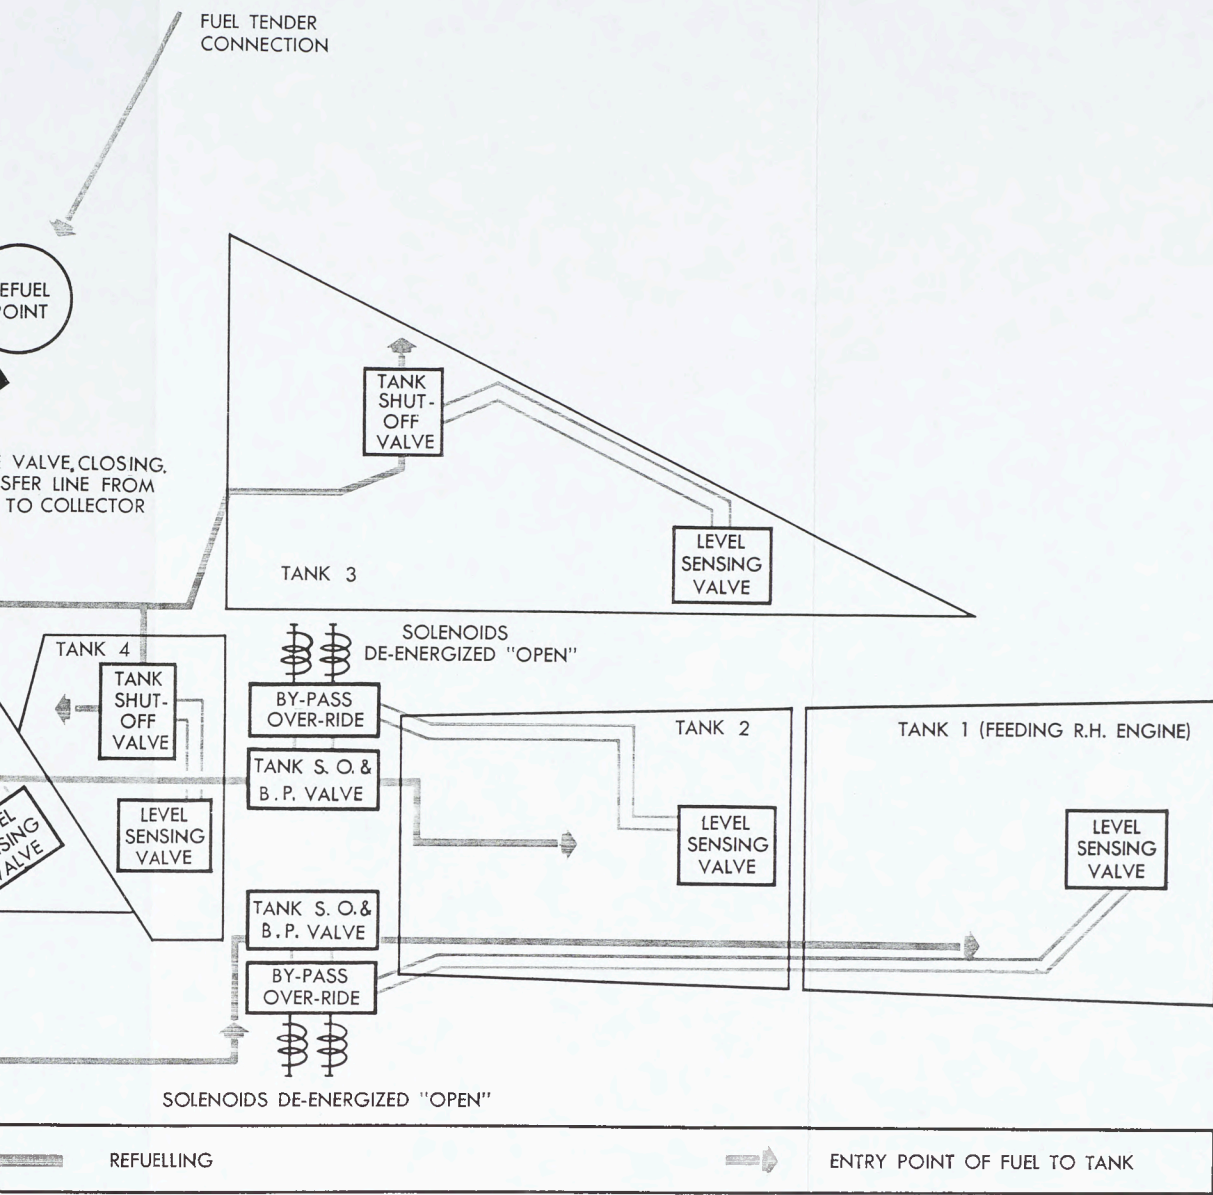 FUEL TENDER
CONNECTION
EFUEL
OINT
VALVE, CLOSING.
SFER LINE FROM
TO COLLECTOR
TANK
SHUT-
OFF
VALVE
LEVEL
SENSING
VALVE
TANK 3
TANK 4
TANK
SHUT-
OFF
VALVE
LEVEL
SENSING
VALVE
EL
SING
VALVE
SOLENOIDS
DE-ENERGIZED "OPEN"
BY-PASS
OVER-RIDE
TANK S. O. &
B.P. VALVE
TANK 2
LEVEL
SENSING
VALVE
TANK 1 (FEEDING R.H. ENGINE)
LEVEL
SENSING
VALVE
TANK S. O. &
B.P. VALVE
BY-PASS
OVER-RIDE
SOLENOIDS DE-ENERGIZED "OPEN"
REFUELLING
ENTRY POINT OF FUEL TO TANK